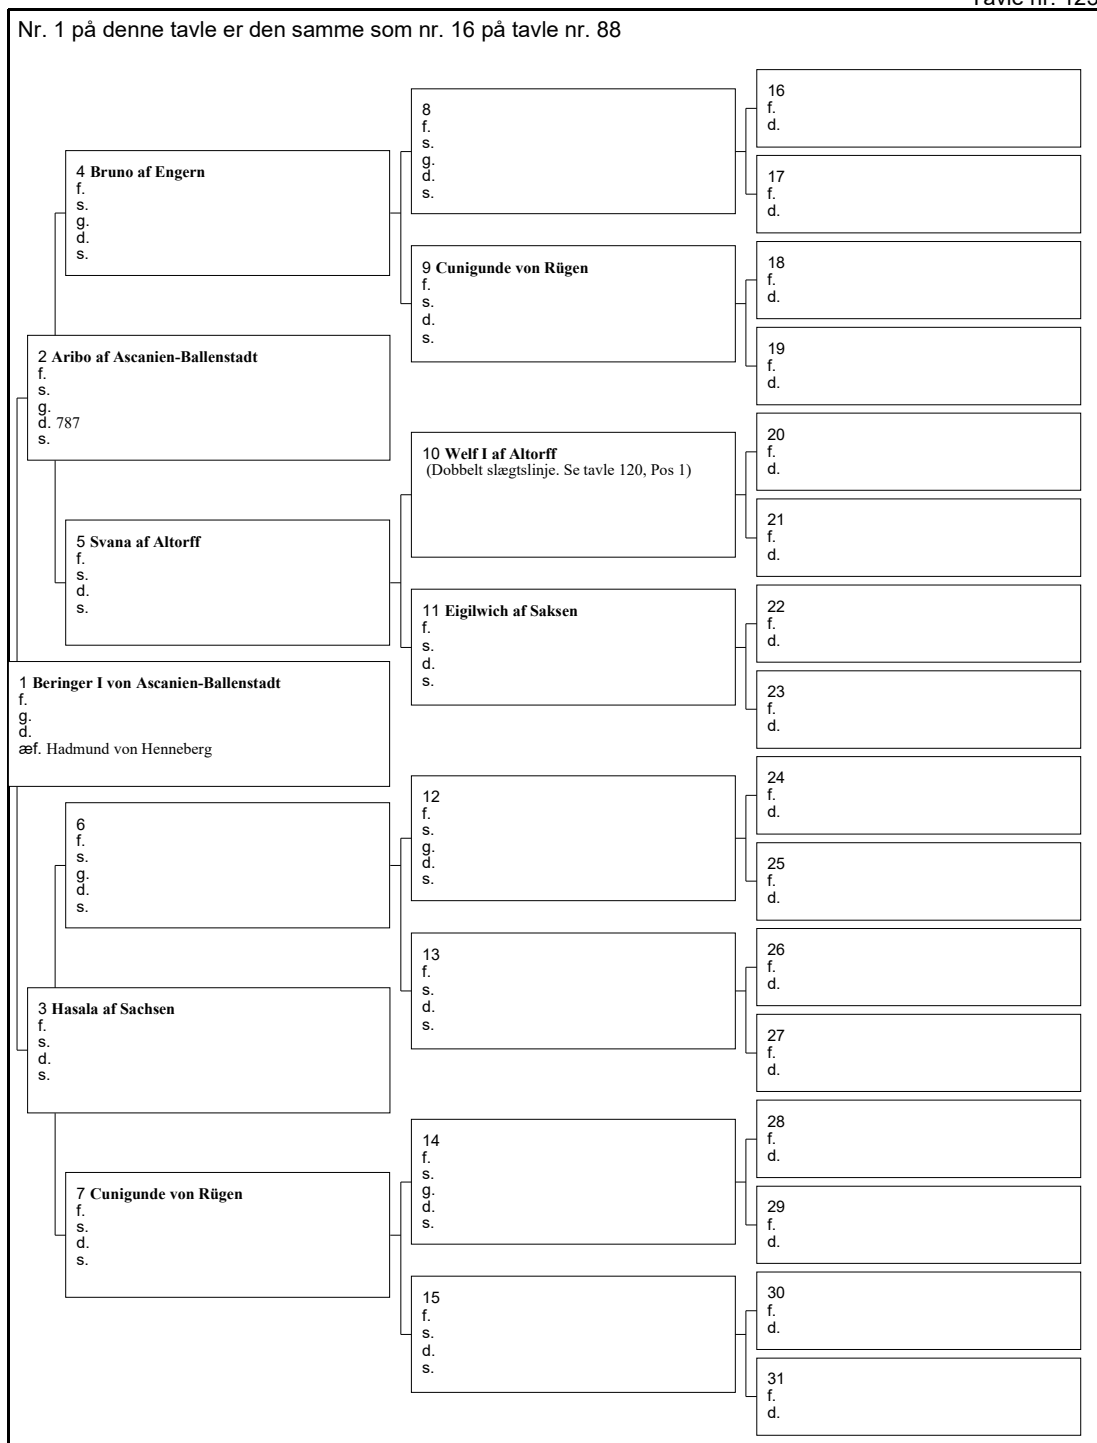 Tavle nr. 125
Nr. 1 på denne tavle er den samme som nr. 16 på tavle nr. 88
16
f.
d.
8
f.
s.
g.
d.
s.
4 Bruno af Engern
f.
s.
g.
d.
s.
17
f.
d.
9 Cunigunde von Rügen
f.
s.
d.
s.
18
f.
d.
2 Aribo af Ascanien-Ballenstadt
f.
s.
g.
d. 787
s.
19
f.
d.
10 Welf I af Altorff
(Dobbelt slægtslinje. Se tavle 120, Pos 1)
20
f.
d.
21
f.
d.
5 Svana af Altorff
f.
s.
d.
s.
11 Eigilwich af Saksen
f.
s.
d.
s.
22
f.
d.
23
f.
d.
1 Beringer I von Ascanien-Ballenstadt
f.
g.
d.
æf. Hadmund von Henneberg
24
f.
d.
12
f.
s.
g.
d.
s.
6
f.
s.
g.
d.
s.
25
f.
d.
13
f.
s.
d.
s.
26
f.
d.
3 Hasala af Sachsen
f.
s.
d.
s.
27
f.
d.
14
f.
s.
g.
d.
s.
28
f.
d.
7 Cunigunde von Rügen
f.
s.
d.
s.
29
f.
d.
15
f.
s.
d.
s.
30
f.
d.
31
f.
d.